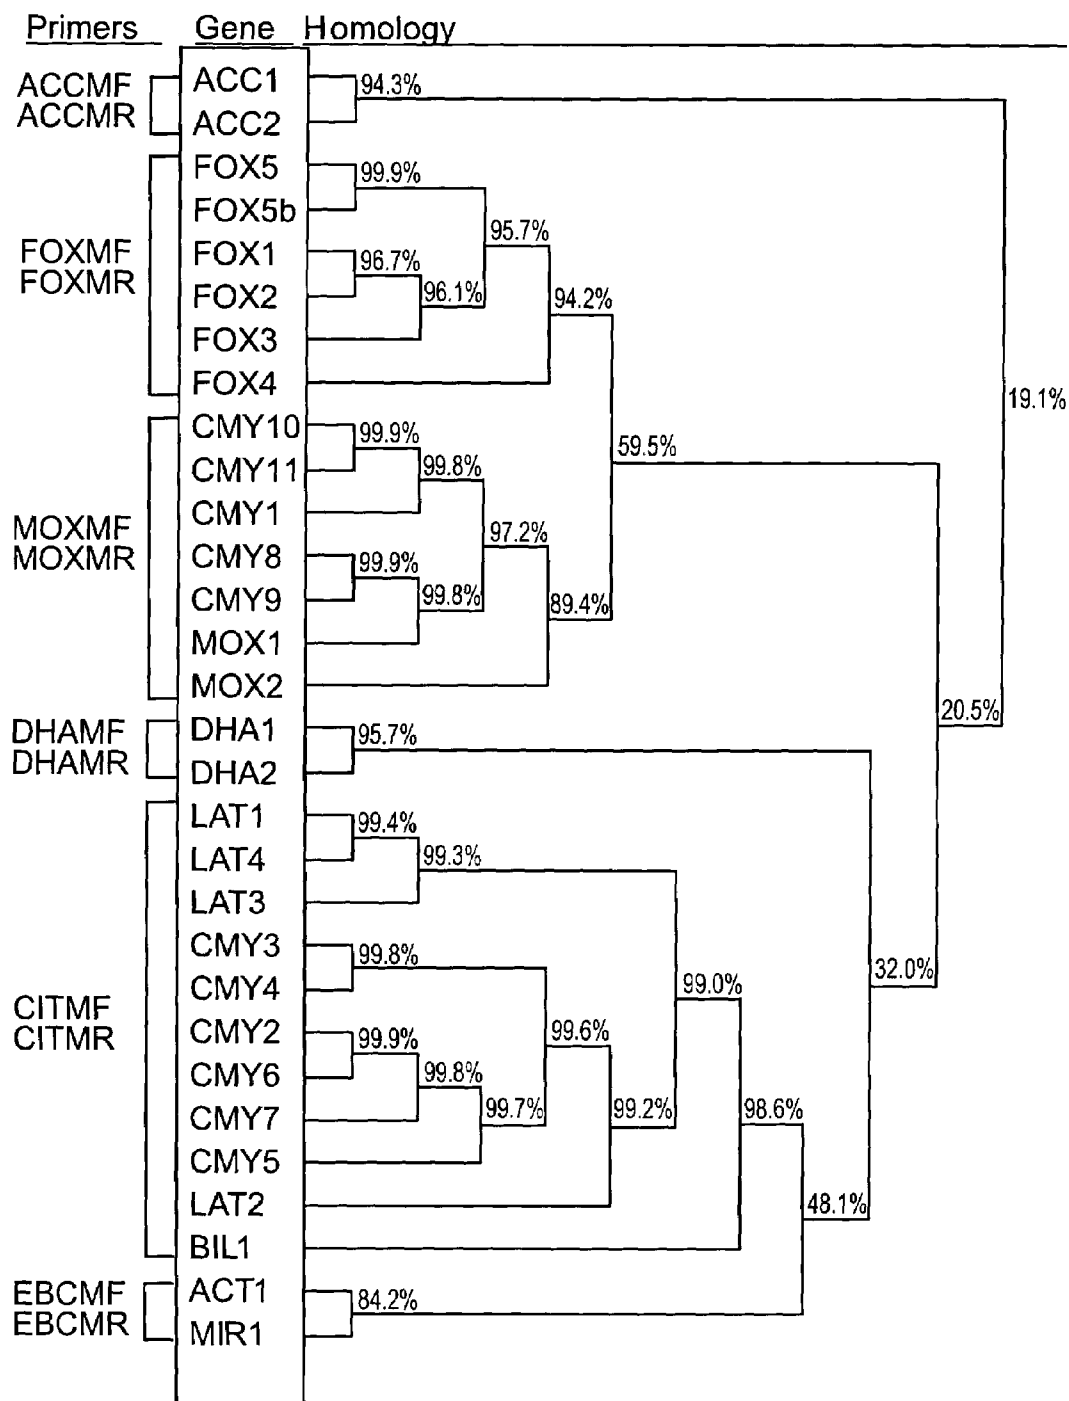 Primers Gene Homology
ACCMF
ACCMR
ACC1
ACC2
94.3%
FOXMF
FOXMR
FOX5
FOX5b
FOX1
FOX2
FOX3
FOX4
99.9%
95.7%
96.7%
96.1%
94.2%
19.1%
MOXMF
MOXMR
CMY10
CMY11
CMY1
CMY8
CMY9
MOX1
MOX2
99.9%
59.5%
99.8%
97.2%
99.9%
99.8%
89.4%
20.5%
DHAMF
DHAMR
DHA1
DHA2
95.7%
CITMF
CITMR
LAT1
LAT4
LAT3
CMY3
CMY4
CMY2
CMY6
CMY7
CMY5
LAT2
BIL1
99.4%
99.3%
99.8%
99.0%
32.0%
99.6%
99.9%
99.8%
99.7%
99.2%
98.6%
48.1%
EBCMF
EBCMR
ACT1
MIR1
84.2%